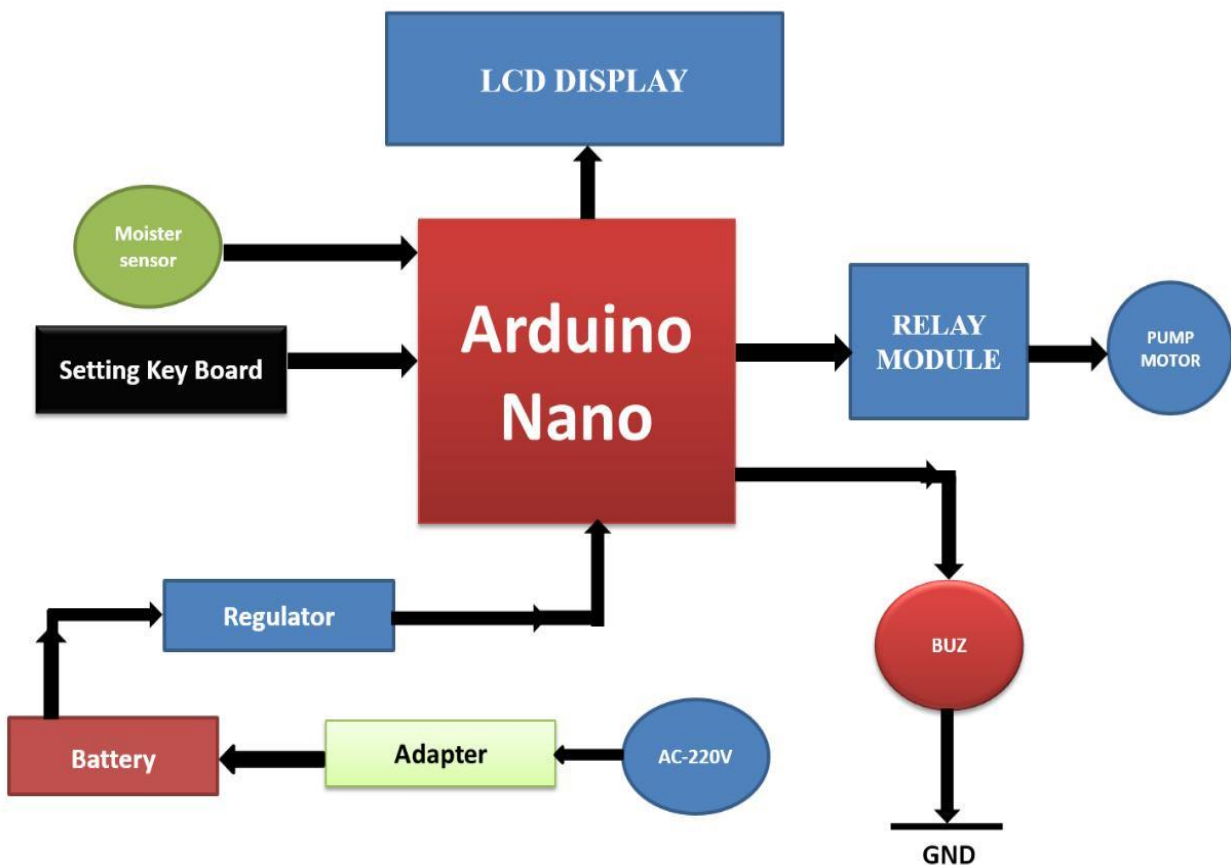 LCD DISPLAY
Moister
sensor
Setting Key Board
Arduino
Nano
RELAY
MODULE
PUMP
MOTOR
Regulator
BUZ
Battery
Adapter
AC-220V
GND